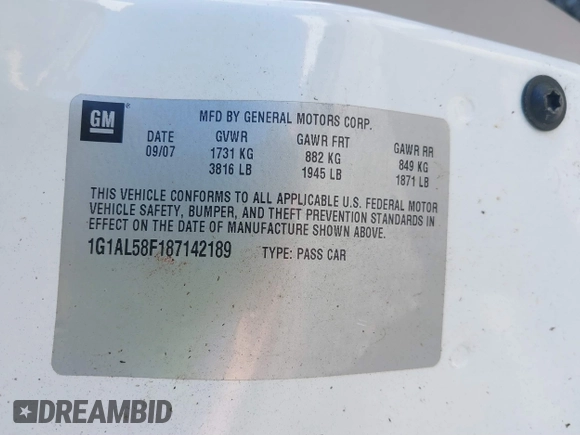 GM ®
MFD BY GENERAL MOTORS CORP.
DATE GVWR GAWR FRT GAWR RR
09/07 1731 KG 882 KG 849 KG
3816 LB 1945 LB 1871 LB
THIS VEHICLE CONFORMS TO ALL APPLICABLE U.S. FEDERAL MOTOR
VEHICLE SAFETY, BUMPER, AND THEFT PREVENTION STANDARDS IN
EFFECT ON THE DATE OF MANUFACTURE SHOWN ABOVE.
1G1AL58F187142189 TYPE: PASS CAR
DREAMBID